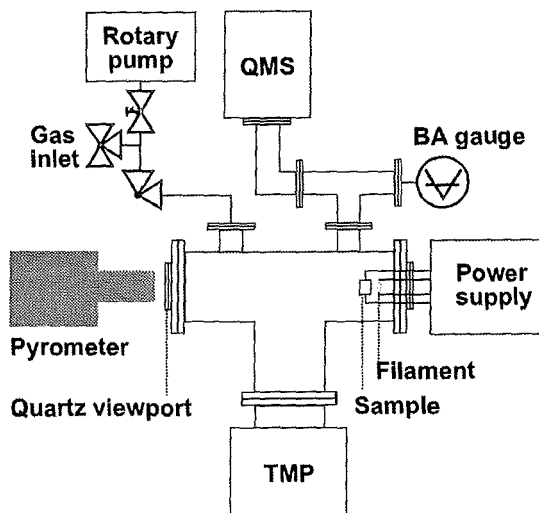 Rotary
pump
QMS
Gas
inlet
BA gauge
Power
supply
Pyrometer
Filament
Quartz viewport
Sample
TMP